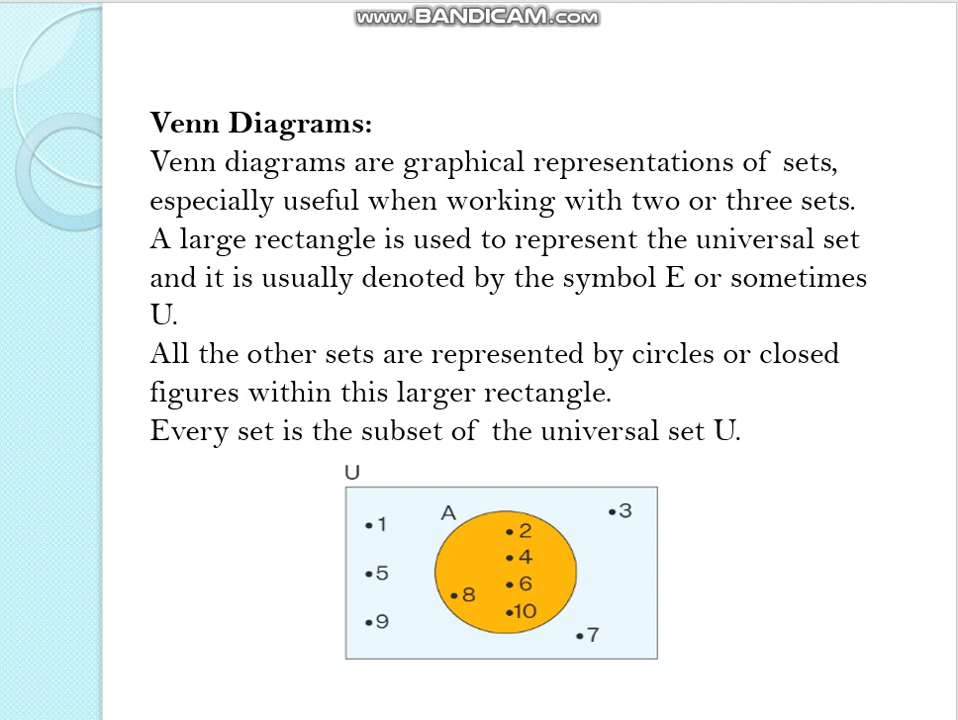 www.BANDICAM.com
Venn Diagrams:
Venn diagrams are graphical representations of sets,
especially useful when working with two or three sets.
A large rectangle is used to represent the universal set
and it is usually denoted by the symbol E or sometimes
U.
All the other sets are represented by circles or closed
figures within this larger rectangle.
Every set is the subset of the universal set U.
U
A
•1
•2
•3
•4
•5
•6
•8
•10
•9
•7